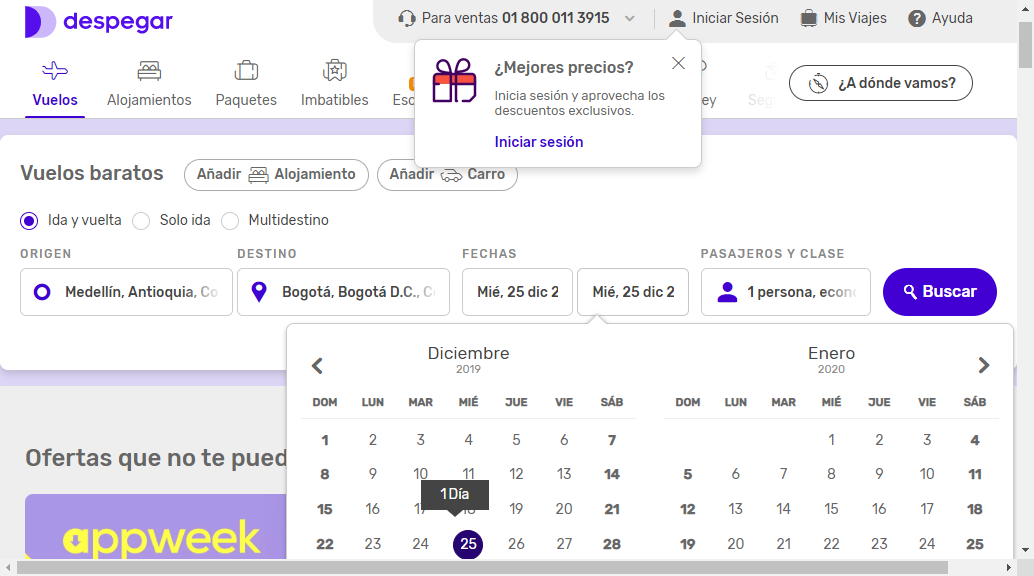 despegar
Para ventas 01 800 011 3915
Iniciar Sesión
Mis Viajes
Ayuda
Vuelos
Alojamientos
Paquetes
Imbatibles
¿A dónde vamos?
¿Mejores precios?
Inicia sesión y aprovecha los
descuentos exclusivos.
Iniciar sesión
Vuelos baratos
Añadir Alojamiento
Añadir Carro
Ida y vuelta
Solo ida
Multidestino
ORIGEN
DESTINO
FECHAS
PASAJEROS Y CLASE
Medellín, Antioquia, Co
Bogotá, Bogotá D.C., C
Mié, 25 dic 2
Mié, 25 dic 2
1 persona, econ
Buscar
Diciembre
2019
DOM LUN MAR MIÉ JUE VIE SÁB
1 2 3 4 5 6 7
8 9 10 11 12 13 14
15 16 17 18 19 20 21
1 Día
22 23 24 25 26 27 28
Enero
2020
DOM LUN MAR MIÉ JUE VIE SÁB
1 2 3 4
5 6 7 8 9 10 11
12 13 14 15 16 17 18
19 20 21 22 23 24 25
Ofertas que no te pued
appweek